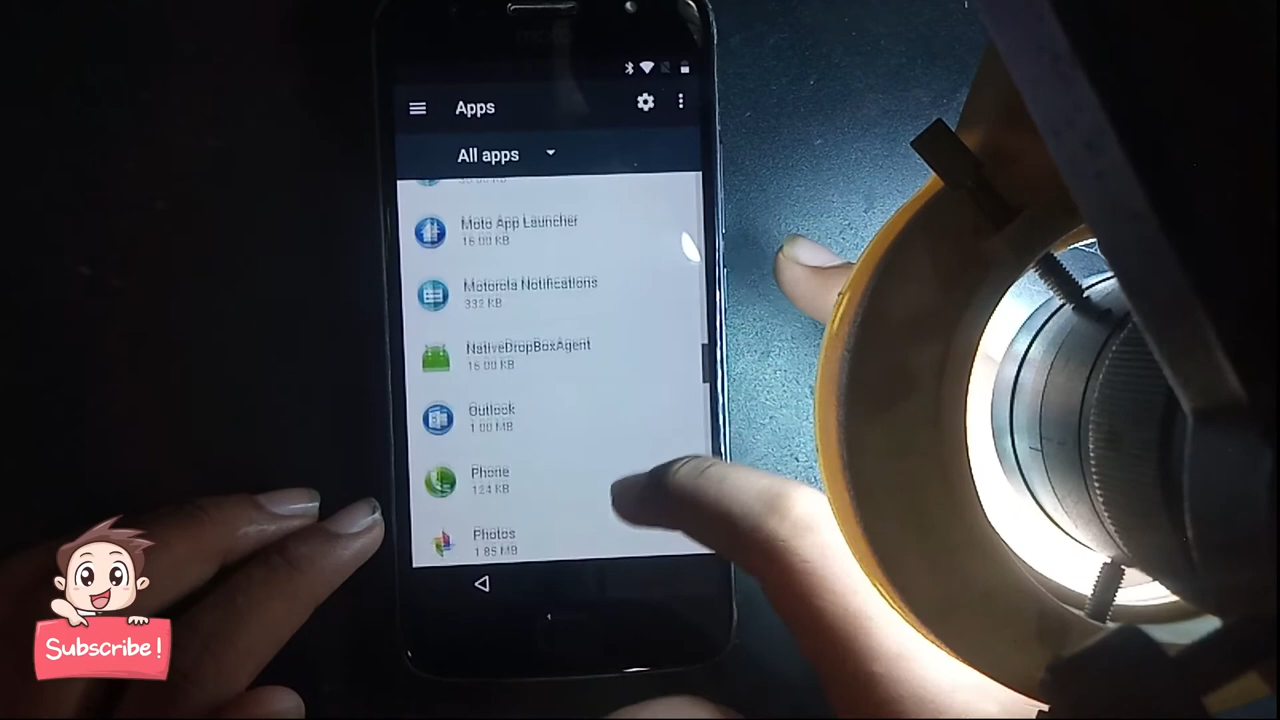 Apps
All apps
Moto App Launcher
16.00 KB
Motorola Notifications
332 KB
NativeDropBoxAgent
16.00 KB
Outlook
1.00 MB
Phone
124 KB
Photos
1.85 MB
Subscribe!